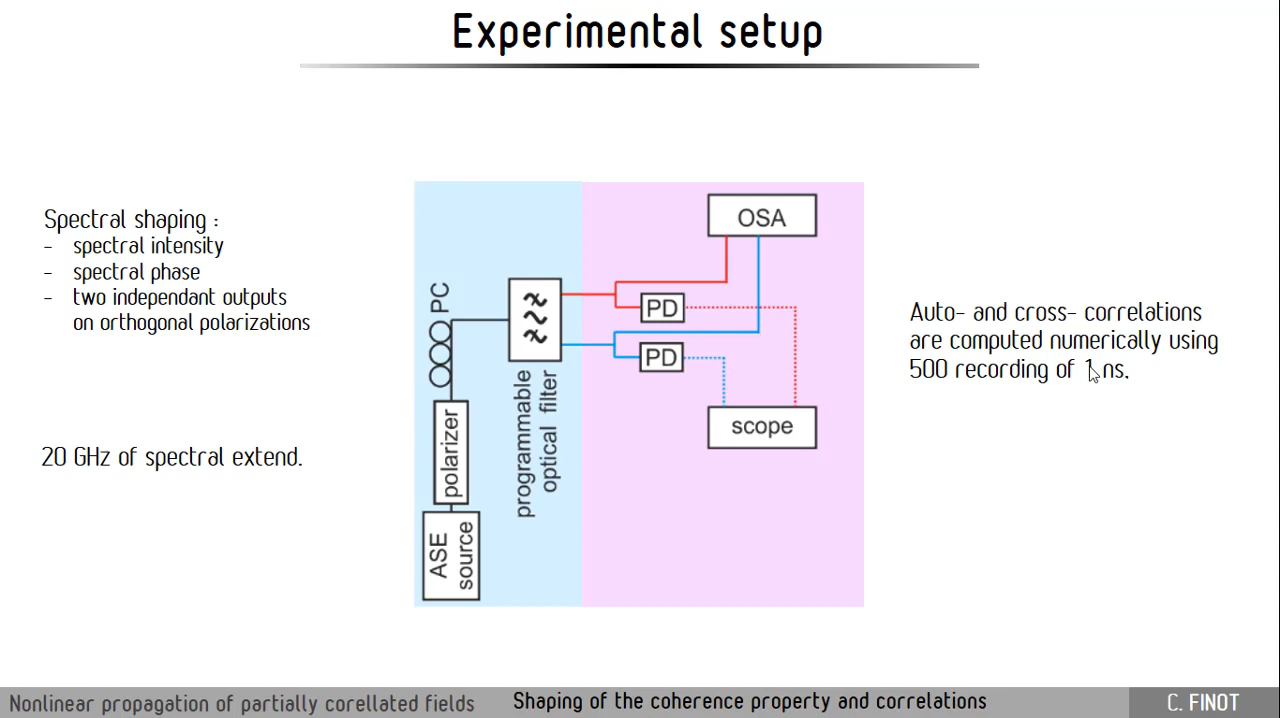 Experimental setup
Spectral shaping :
- spectral intensity
- spectral phase
- two independant outputs
on orthogonal polarizations
20 GHz of spectral extend.
PC
polarizer
ASE
source
programmable
optical filter
OSA
PD
PD
scope
Auto- and cross- correlations
are computed numerically using
500 recording of 1 ns.
Nonlinear propagation of partially corellated fields
Shaping of the coherence property and correlations
C. FINOT